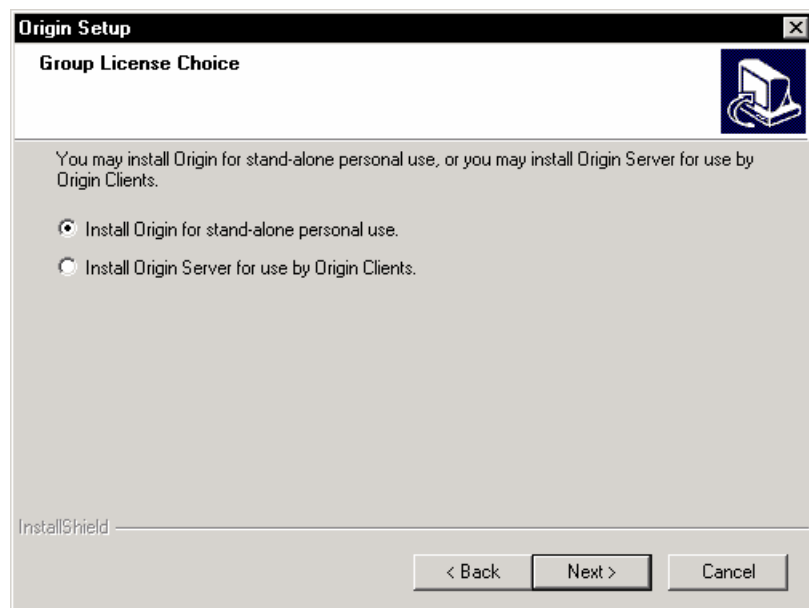 Origin Setup
Group License Choice
You may install Origin for stand-alone personal use, or you may install Origin Server for use by
Origin Clients.
Install Origin for stand-alone personal use.
Install Origin Server for use by Origin Clients.
InstallShield
< Back Next > Cancel